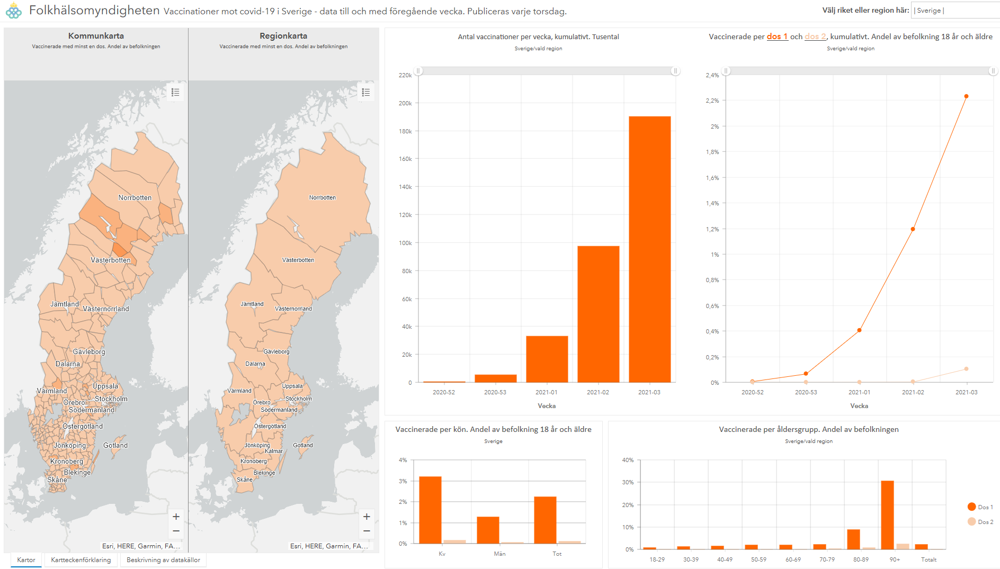 Folkhälsomyndigheten Vaccinationer mot covid-19 i Sverige - data till och med föregående vecka. Publiceras varje torsdag.
Välj riket eller region här: | Sverige |
Kommunkarta
Vaccinerade med minst en dos. Andel av befolkningen
Norrbotten
Västerbotten
Jämtland
Västernorrland
Gävleborg
Dalarna
Uppsala
Värmland
Stockholm
Örebro
Södermanland
Östergötland
Jönköping
Gotland
Kronoberg
Blekinge
Skåne
+
−
Esri, HERE, Garmin, FA...
Regionkarta
Vaccinerade med minst en dos. Andel av befolkningen
Norrbotten
Västerbotten
Jämtland
Västernorrland
Gävleborg
Dalarna
Uppsala
Värmland
Stockholm
Örebro
Södermanland
Östergötland
Jönköping
Gotland
Kalmar
Kronoberg
Blekinge
Skåne
+
−
Esri, HERE, Garmin, FA...
Kartor
Kartteckenförklaring
Beskrivning av datakällor
Antal vaccinationer per vecka, kumulativt. Tusental
Sverige/vald region
220k
200k
180k
160k
140k
120k
100k
80k
60k
40k
20k
0
2020-52 2020-53 2021-01 2021-02 2021-03
Vecka
Vaccinerade per dos 1 och dos 2, kumulativt. Andel av befolkning 18 år och äldre
Sverige/vald region
2,4%
2,2%
2%
1,8%
1,6%
1,4%
1,2%
1%
0,8%
0,6%
0,4%
0,2%
0%
2020-52 2020-53 2021-01 2021-02 2021-03
Vecka
Vaccinerade per kön. Andel av befolkning 18 år och äldre
Sverige
4%
3%
2%
1%
0%
Kv Män Tot
Vaccinerade per åldersgrupp. Andel av befolkningen
Sverige/vald region
40%
30%
20%
10%
0%
18-29 30-39 40-49 50-59 60-69 70-79 80-89 90+ Totalt
Dos 1
Dos 2